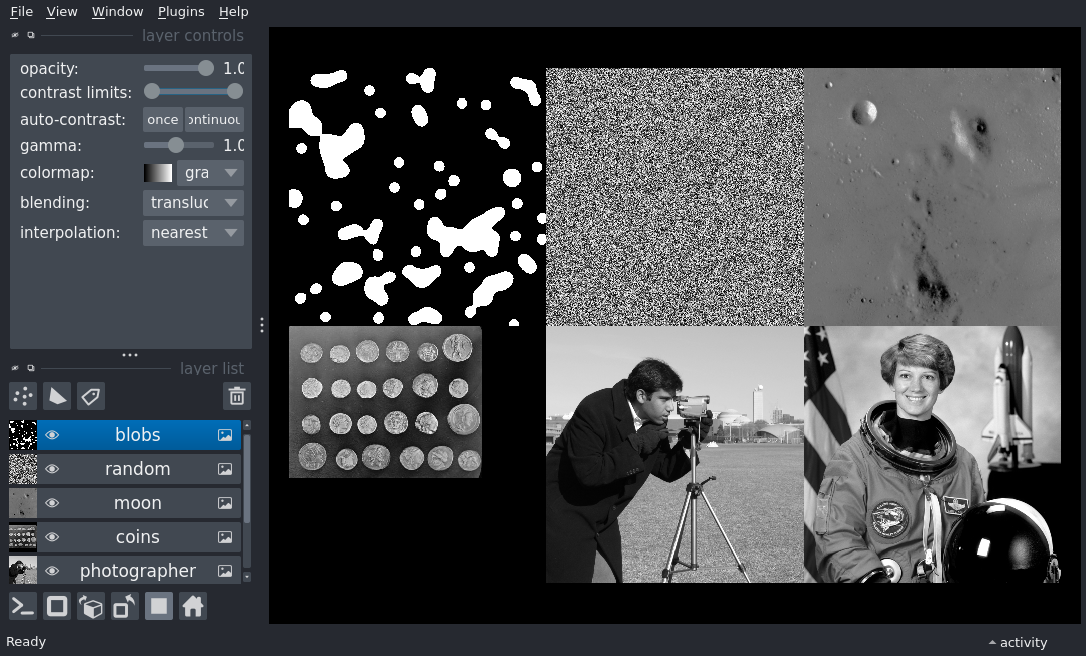 File View Window Plugins Help
layer controls
opacity: 1.0
contrast limits:
auto-contrast: once ontinuou
gamma: 1.0
colormap: gra
blending: transluc
interpolation: nearest
layer list
blobs
random
moon
coins
photographer
Ready
activity